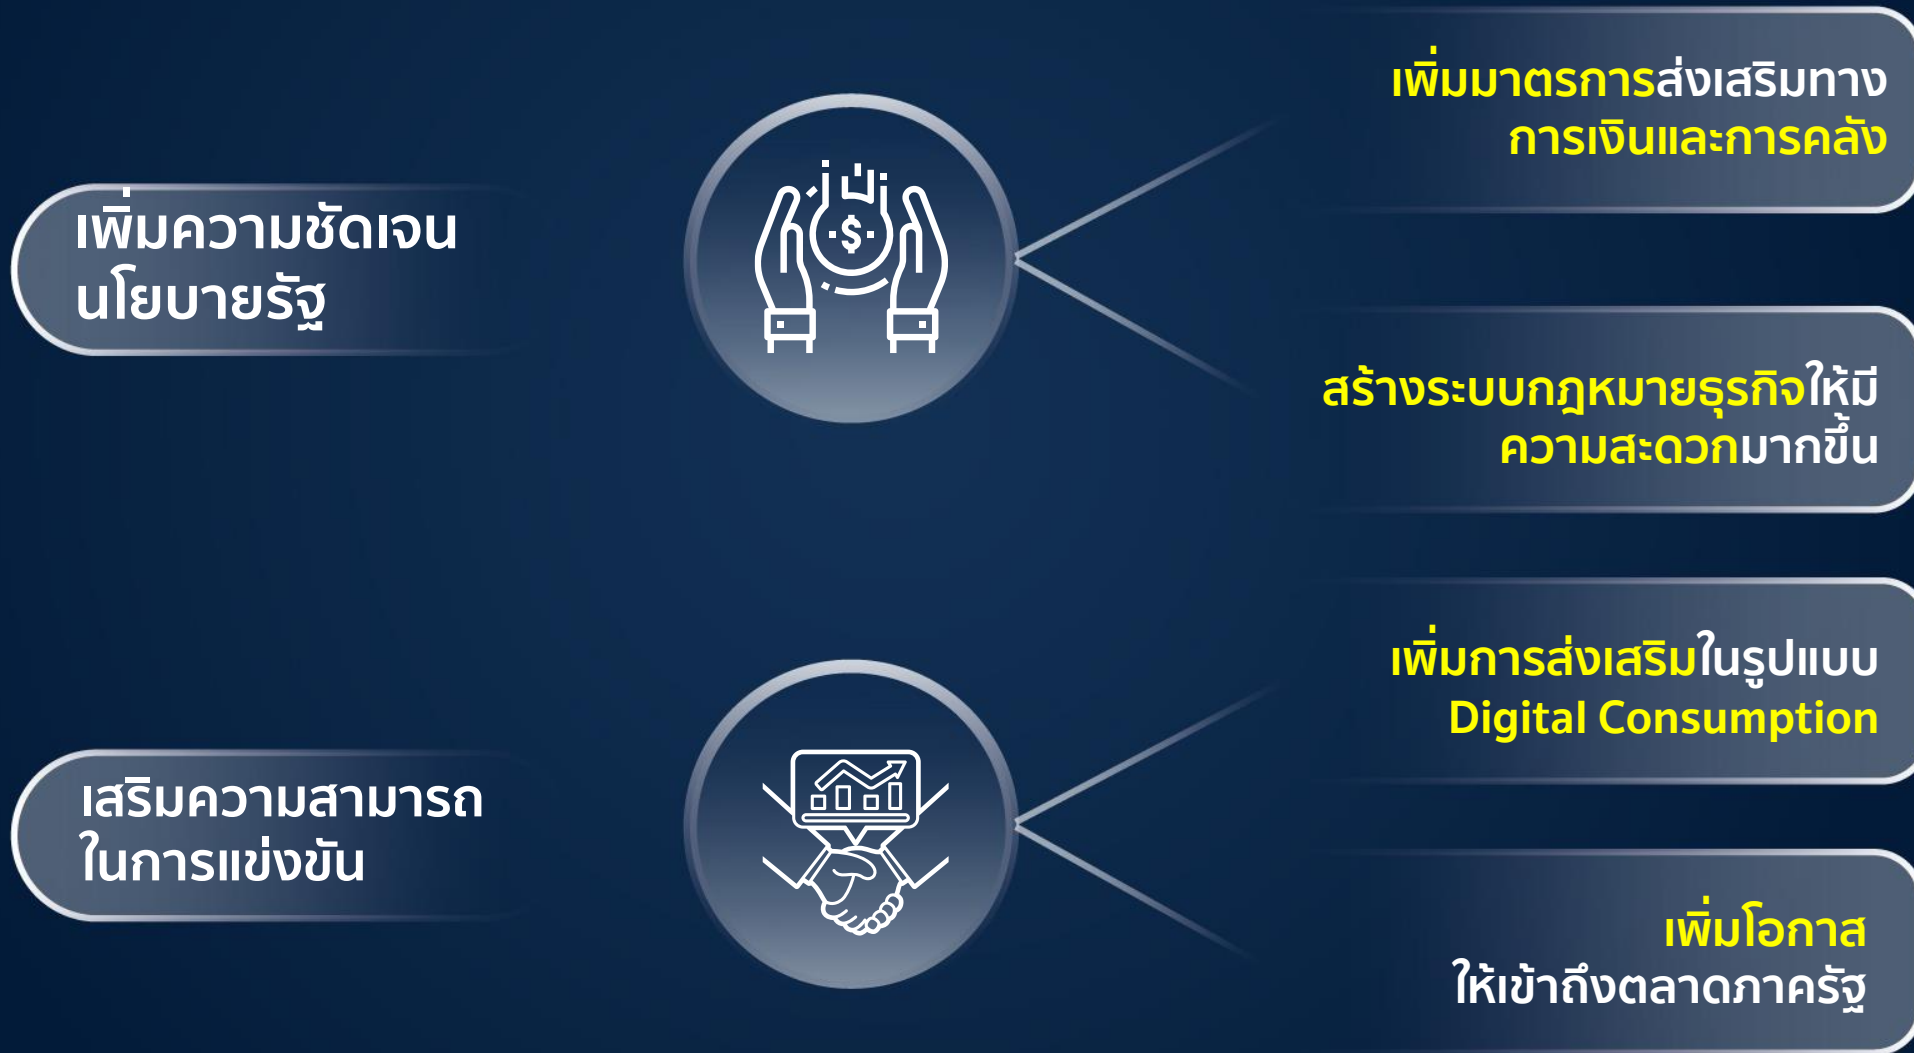 เพิ่มความชัดเจน
นโยบายรัฐ
เพิ่มมาตรการส่งเสริมทาง
การเงินและการคลัง
สร้างระบบกฎหมายธุรกิจให้มี
ความสะดวกมากขึ้น
เสริมความสามารถ
ในการแข่งขัน
เพิ่มการส่งเสริมในรูปแบบ
Digital Consumption
เพิ่มโอกาส
ให้เข้าถึงตลาดภาครัฐ
$